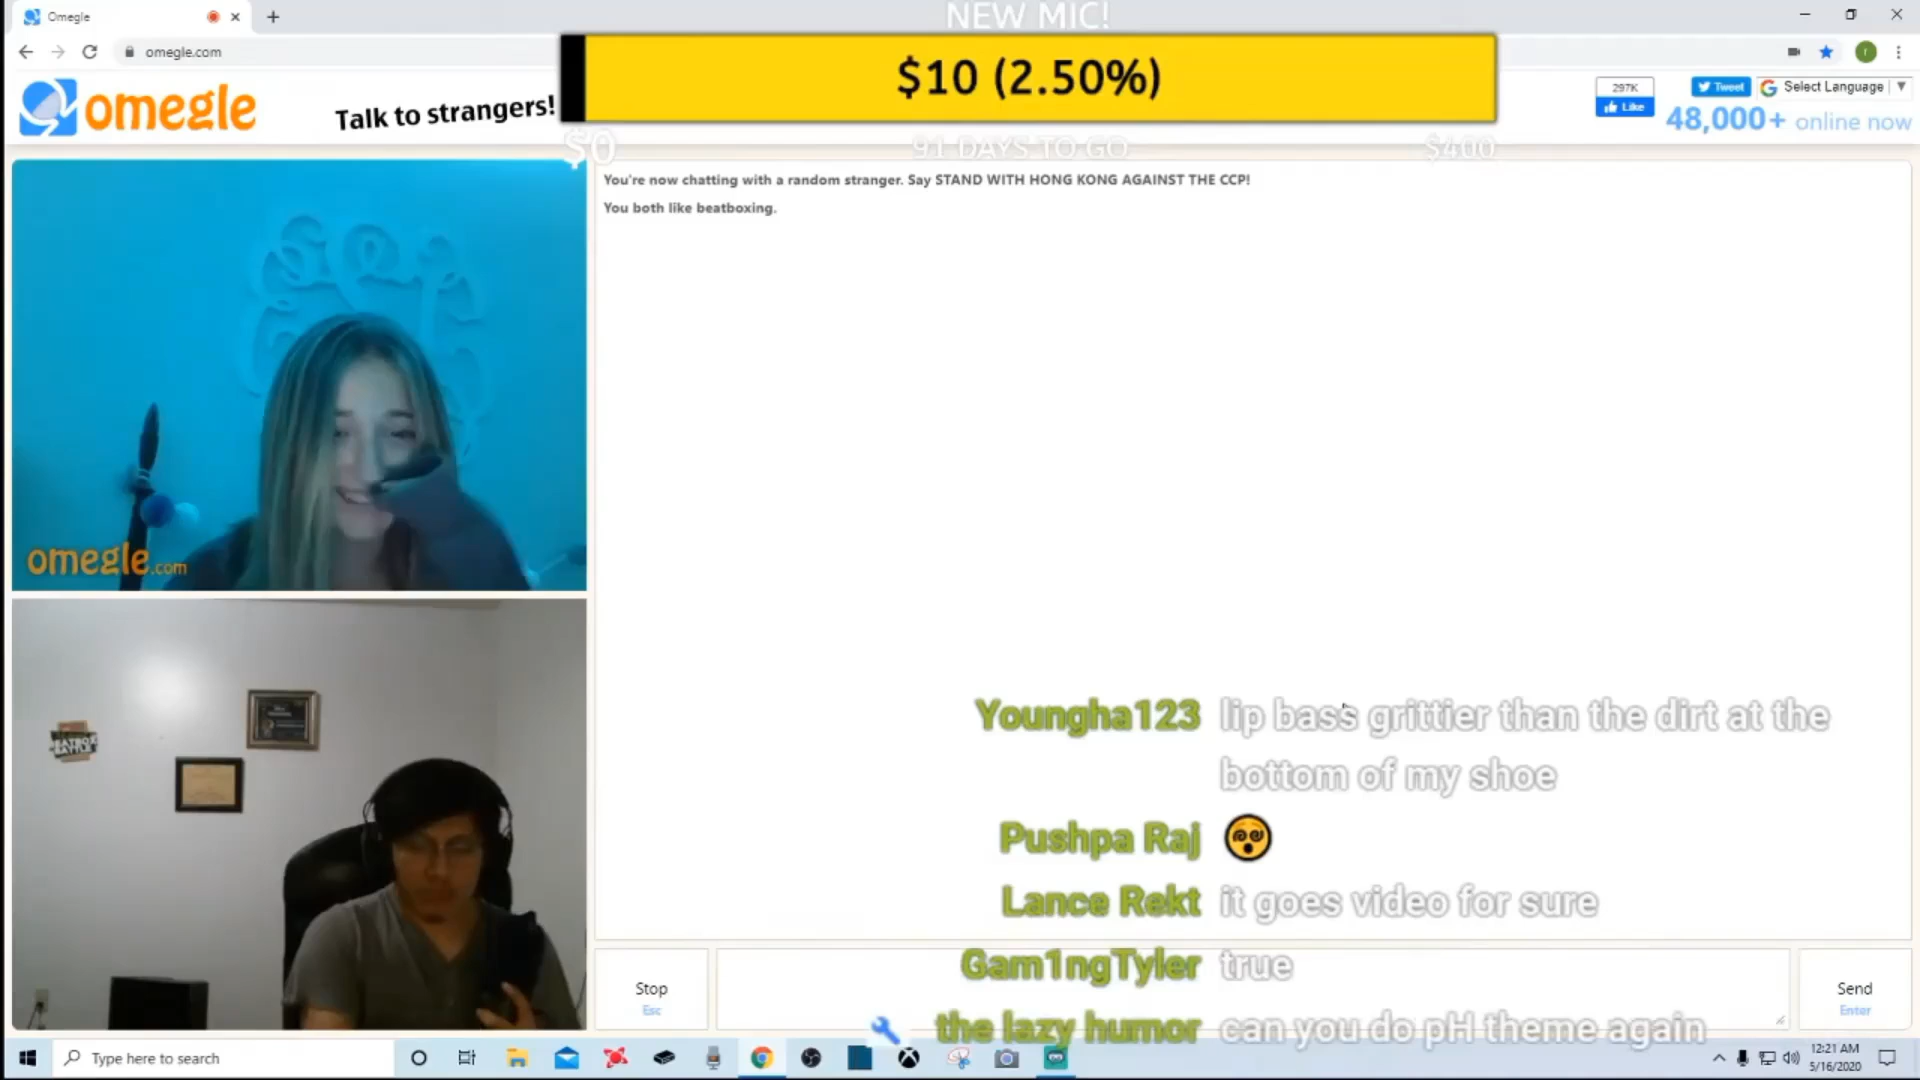 Omegle
omegle.com
NEW MIC!
$10 (2.50%)
$0
91 DAYS TO GO
$400
omegle
Talk to strangers!
297K
Like
Tweet
Select Language
48,000+ online now
You're now chatting with a random stranger. Say STAND WITH HONG KONG AGAINST THE CCP!
You both like beatboxing.
omegle.com
BEATBOX
BATTLE
Youngha123 lip bass grittier than the dirt at the
bottom of my shoe
Pushpa Raj
Lance Rekt it goes video for sure
Gam1ngTyler true
the lazy humor can you do pH theme again
Stop
Esc
Send
Enter
Type here to search
12:21 AM
5/16/2020